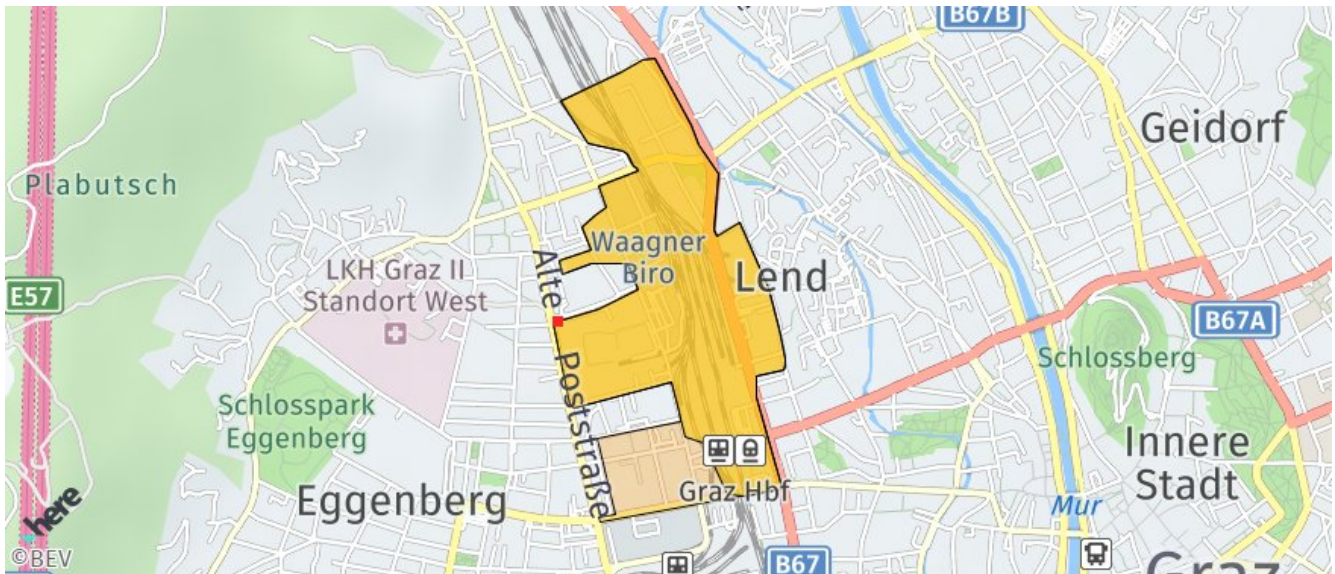 B67B
Geidorf
Plabutsch
Waagner
Biro
LKH Graz II
Standort West
Alte
Poststraße
Lend
E57
B67A
Schlossberg
Schlosspark
Eggenberg
Innere
Stadt
Eggenberg
Graz Hbf
Mur
here
©BEV
B67
Graz